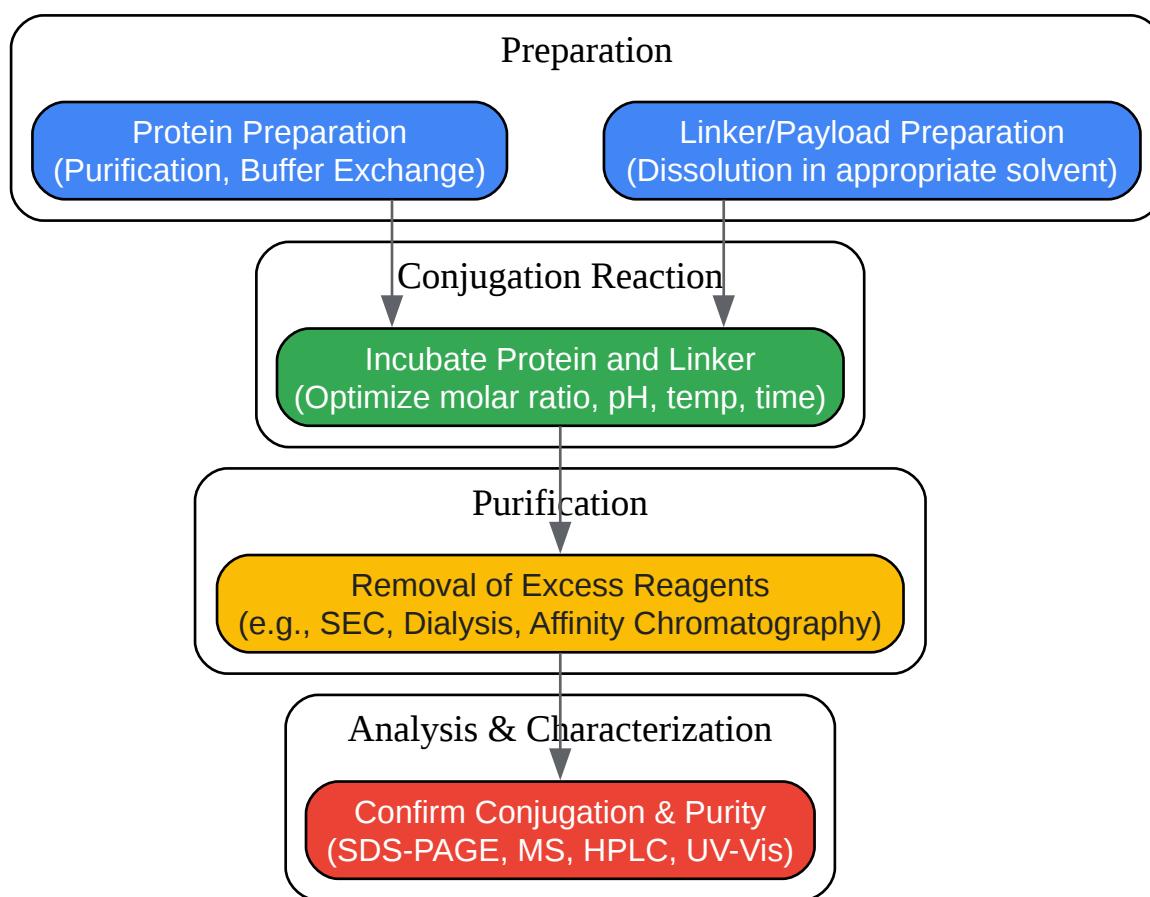 Preparation
Protein Preparation
(Purification, Buffer Exchange)
Linker/Payload Preparation
(Dissolution in appropriate solvent)
Conjugation Reaction
Incubate Protein and Linker
(Optimize molar ratio, pH, temp, time)
Purification
Removal of Excess Reagents
(e.g., SEC, Dialysis, Affinity Chromatography)
Analysis & Characterization
Confirm Conjugation & Purity
(SDS-PAGE, MS, HPLC, UV-Vis)